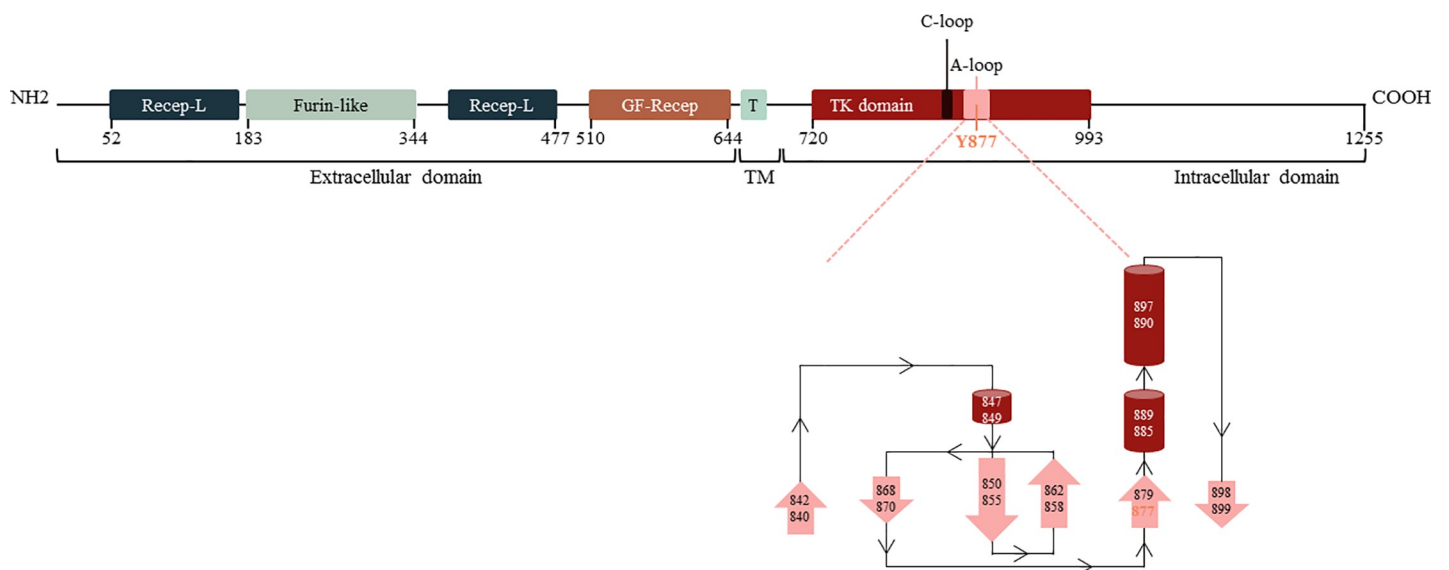 C-loop
A-loop
NH2
Recep-L
Furin-like
Recep-L
GF-Recep
T
TK domain
COOH
52
183
344
477
510
644
720
Y877
993
1255
Extracellular domain
TM
Intracellular domain
897
890
847
849
889
885
842
840
868
870
850
855
862
858
879
877
898
899